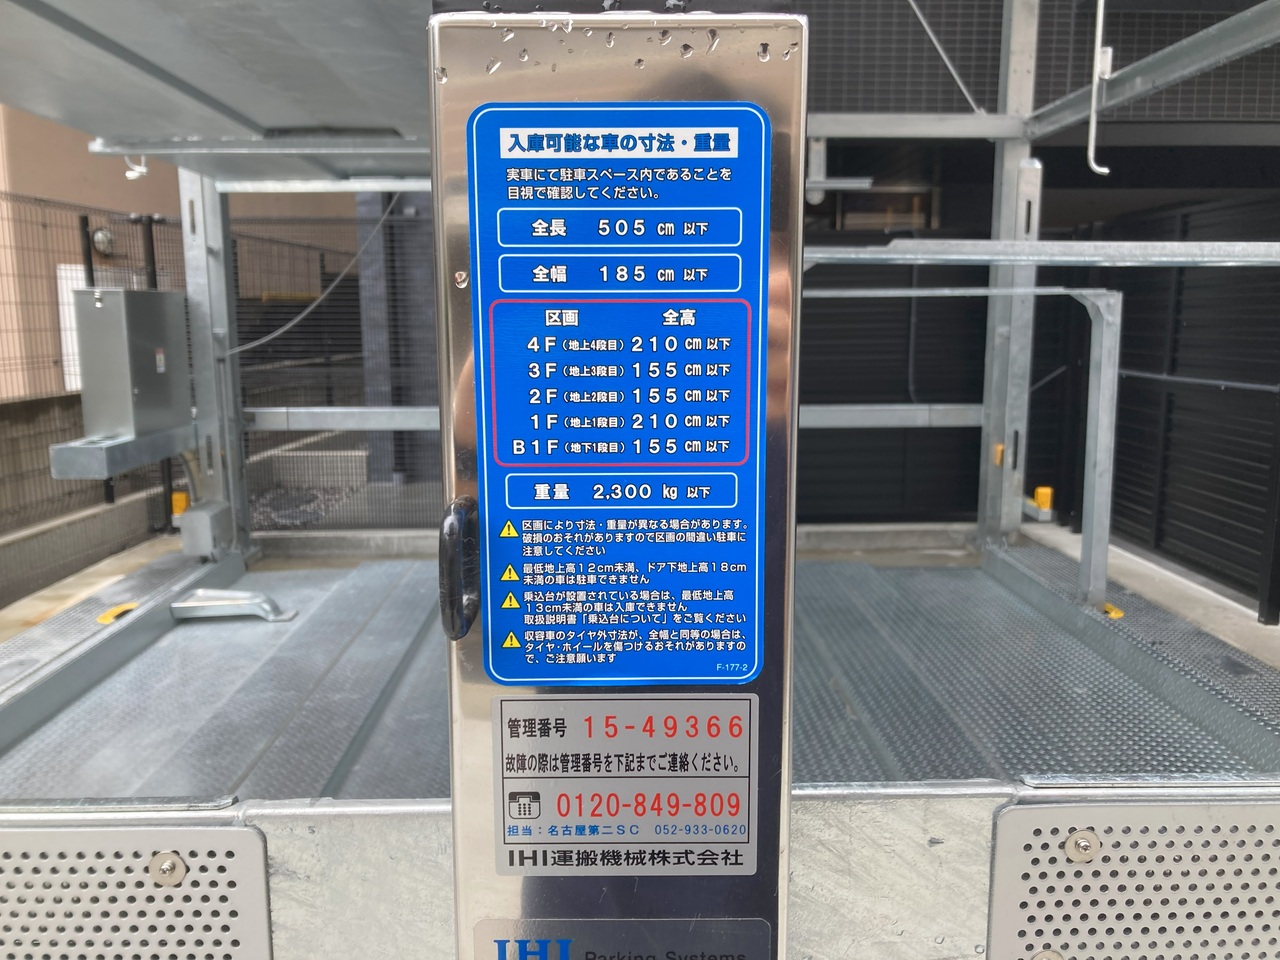 入庫可能な車の寸法・重量
実車にて駐車スペース内であることを
目視で確認してください。
全長 505 cm 以下
全幅 185 cm 以下
区画 全高
4F(地上4段目)210 cm 以下
3F(地上3段目)155 cm 以下
2F(地上2段目)155 cm 以下
1F(地上1段目)210 cm 以下
B1F(地下1段目)155 cm 以下
重量 2,300 kg 以下
区画により寸法・重量が異なる場合があります。
破損のおそれがありますので区画の間違い駐車に
注意してください
最低地上高12cm未満、ドア下地上高18cm
未満の車は駐車できません
乗込台が設置されている場合は、最低地上高
13cm未満の車は入庫できません
取扱説明書「乗込台について」をご覧ください
収容車のタイヤ外寸法が、全幅と同等の場合は、
タイヤ・ホイールを傷つけるおそれがありますの
で、ご注意願います
F-177-2
管理番号 15-49366
故障の際は管理番号を下記までご連絡ください。
0120-849-809
担当：名古屋第二SC 052-933-0620
IHI運搬機械株式会社
IHI Parking Systems